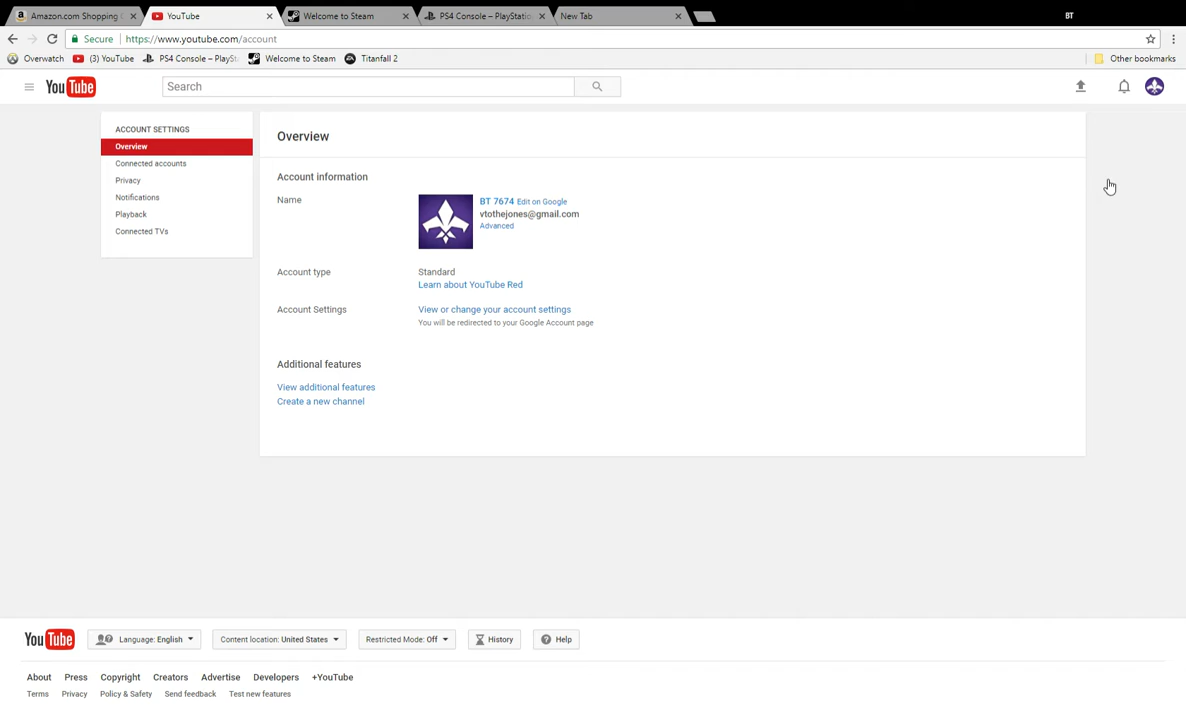 Amazon.com Shopping
YouTube
Welcome to Steam
PS4 Console – PlayStatio
New Tab
BT
Secure
https://www.youtube.com/account
Overwatch
(3) YouTube
PS4 Console – PlaySt
Welcome to Steam
Titanfall 2
Other bookmarks
YouTube
Search
ACCOUNT SETTINGS
Overview
Connected accounts
Privacy
Notifications
Playback
Connected TVs
Overview
Account information
Name
BT 7674 Edit on Google
vtothejones@gmail.com
Advanced
Account type
Standard
Learn about YouTube Red
Account Settings
View or change your account settings
You will be redirected to your Google Account page
Additional features
View additional features
Create a new channel
YouTube
Language: English
Content location: United States
Restricted Mode: Off
History
Help
About Press Copyright Creators Advertise Developers +YouTube
Terms Privacy Policy & Safety Send feedback Test new features